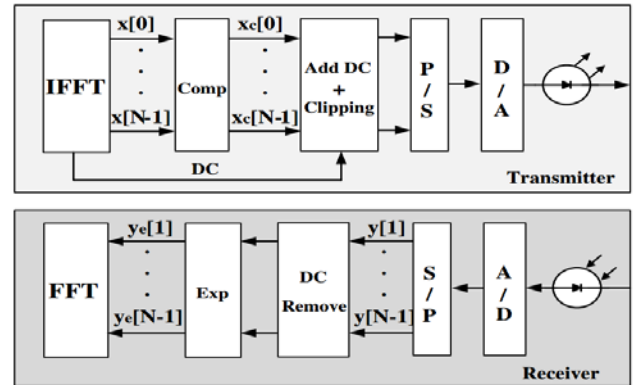 IFFT
x[0]
x[N-1]
Comp
xc[0]
xc[N-1]
Add DC
+
Clipping
P
/
S
D
/
A
DC
Transmitter
FFT
ye[1]
ye[N-1]
Exp
DC
Remove
y[1]
y[N-1]
S
/
P
A
/
D
Receiver